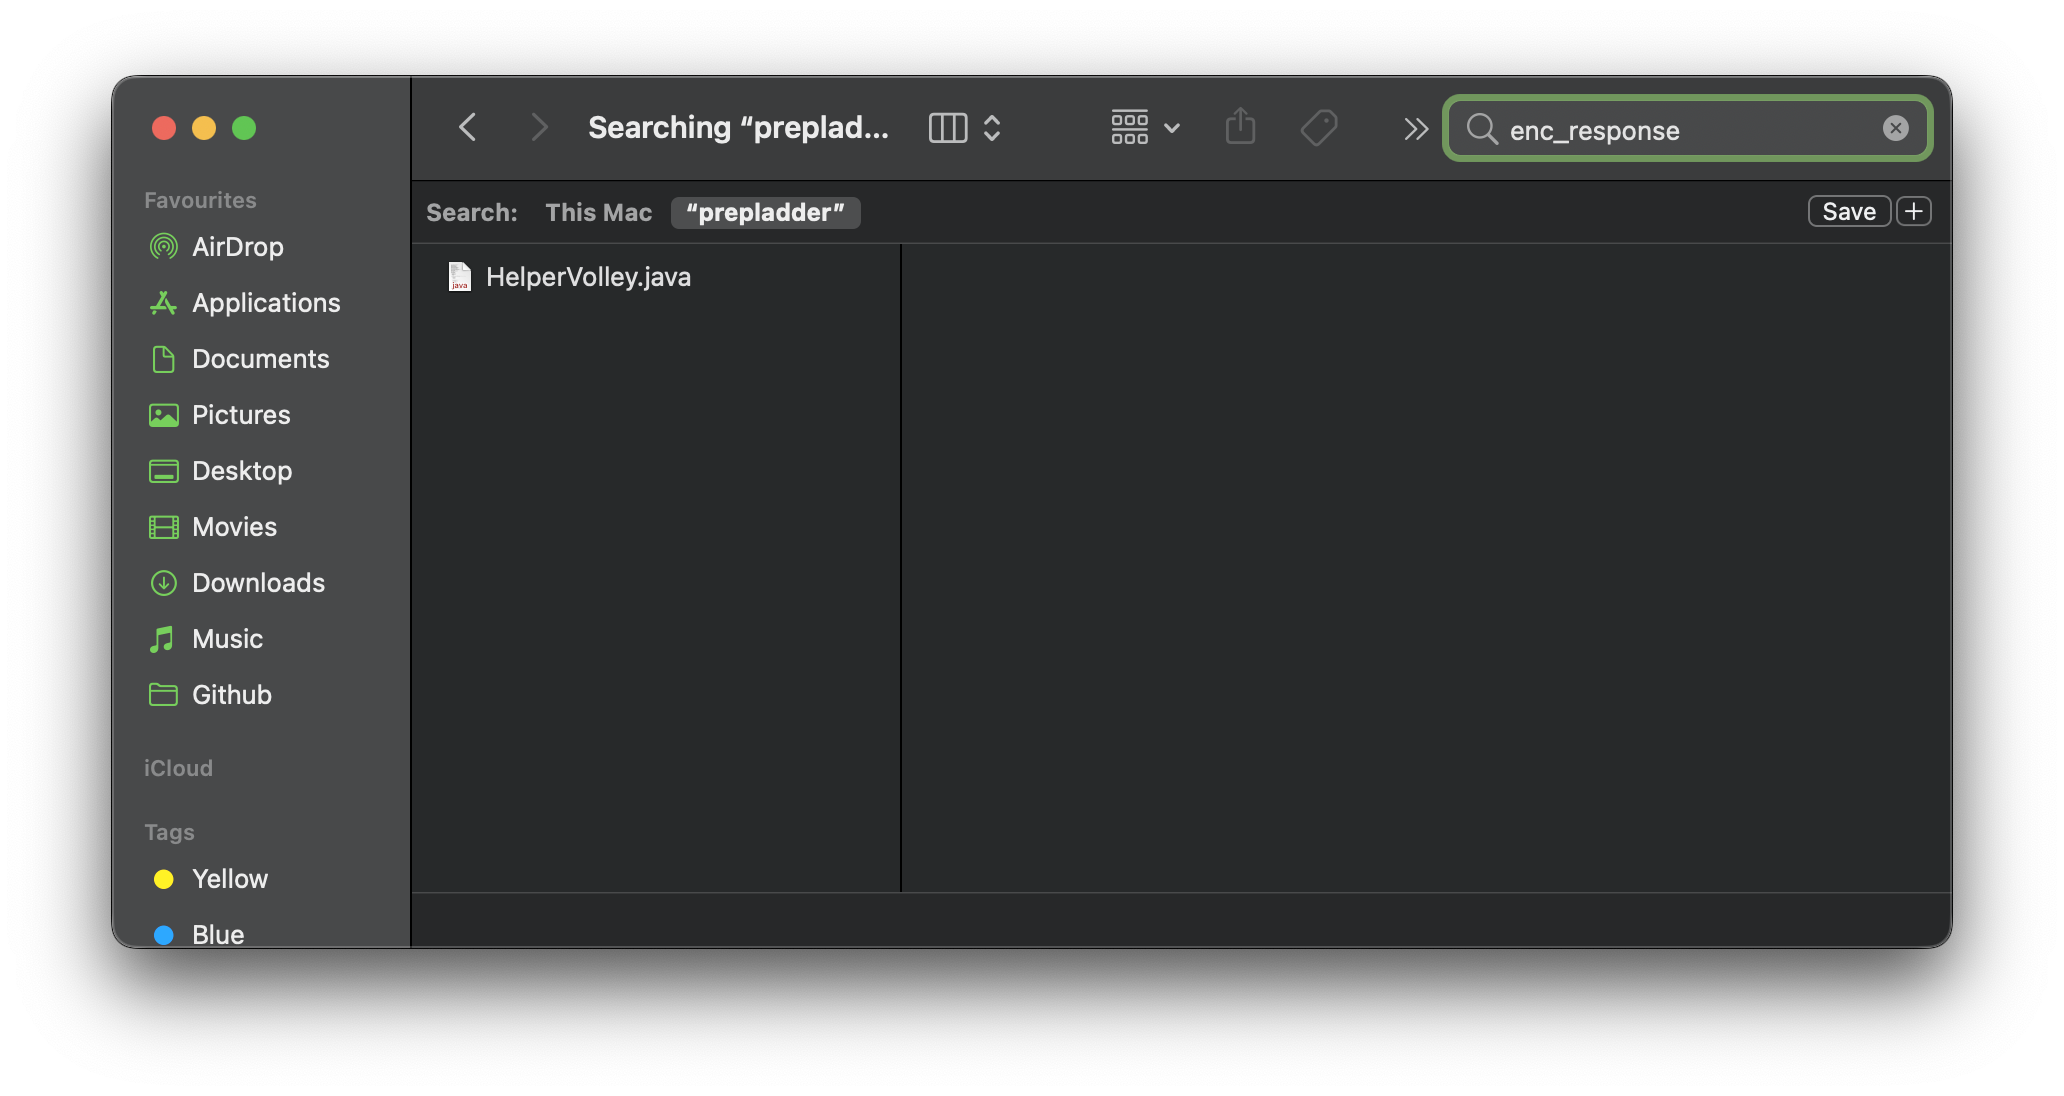 Searching “preplad...
enc_response
Favourites
AirDrop
Applications
Documents
Pictures
Desktop
Movies
Downloads
Music
Github
iCloud
Tags
Yellow
Blue
Search: This Mac “prepladder” Save +
java HelperVolley.java